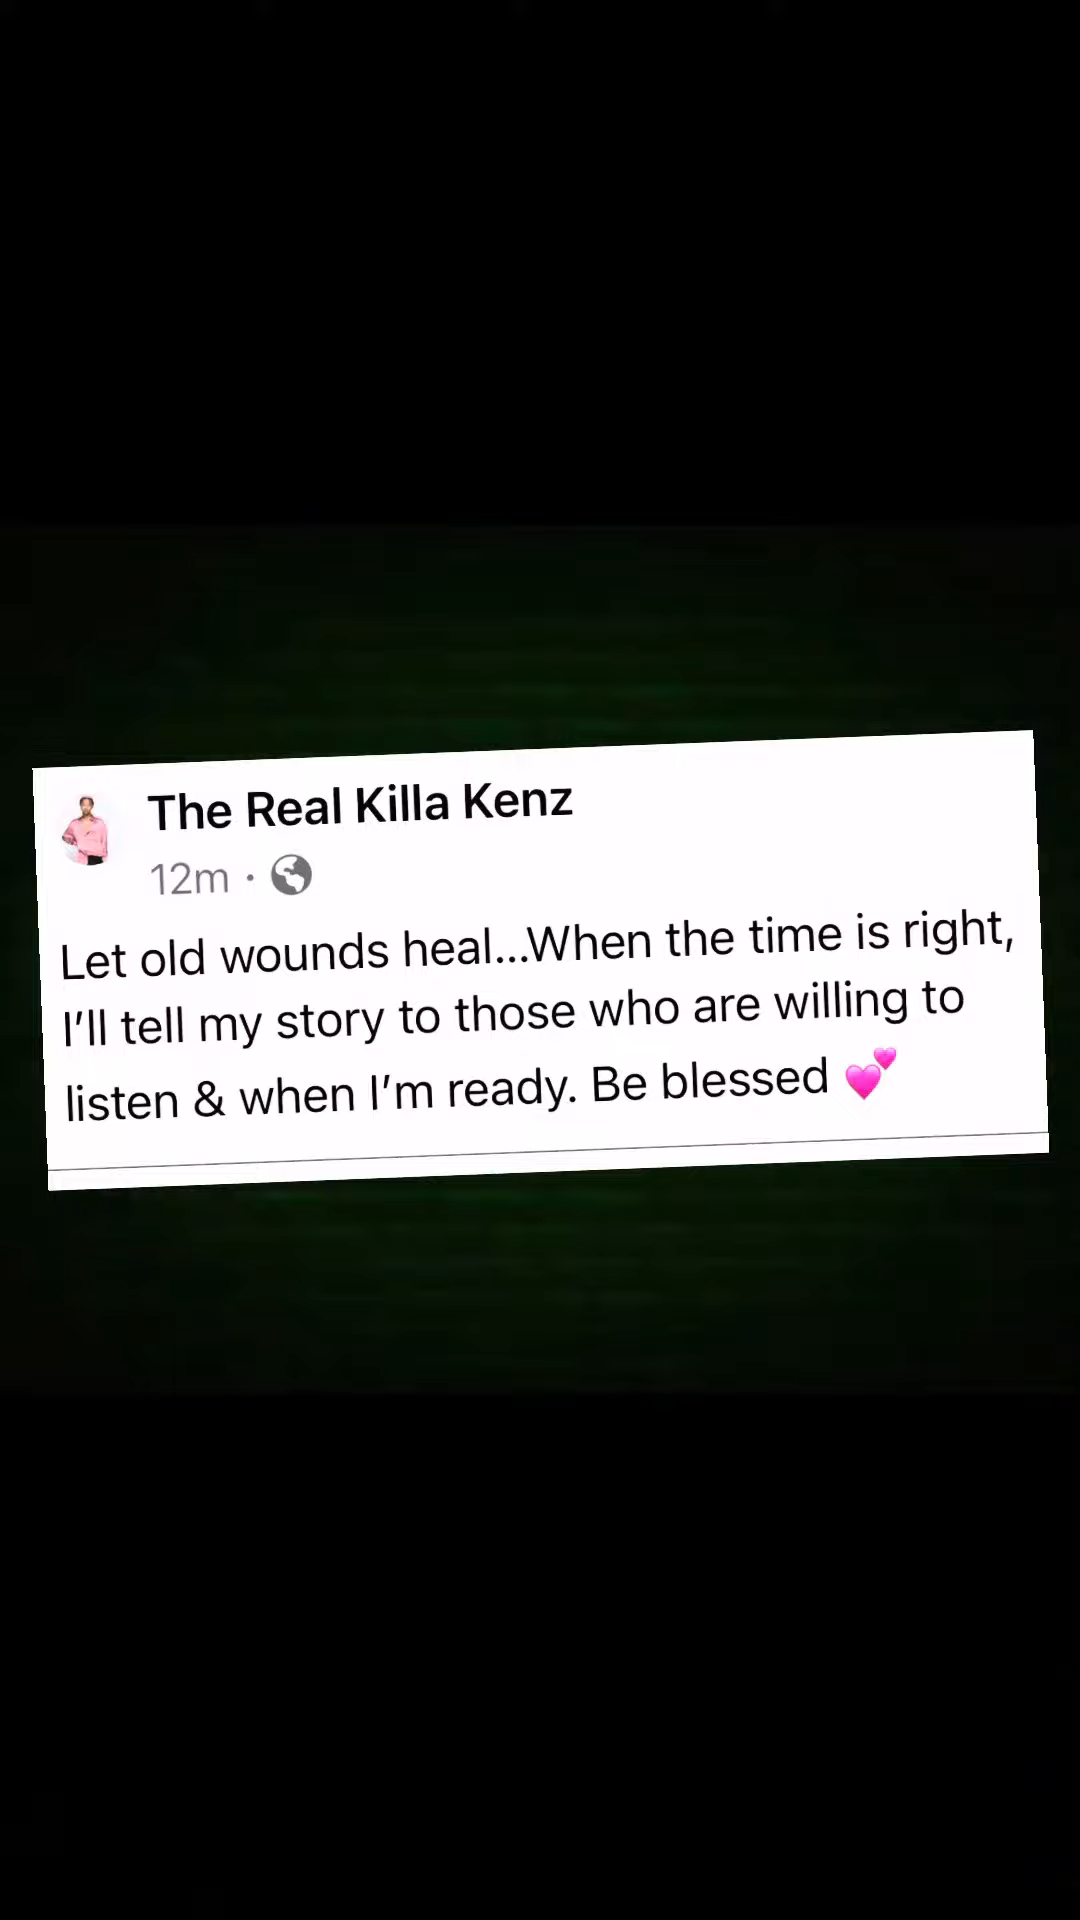 The Real Killa Kenz
12m ·
Let old wounds heal...When the time is right,
I’ll tell my story to those who are willing to
listen & when I’m ready. Be blessed 💕